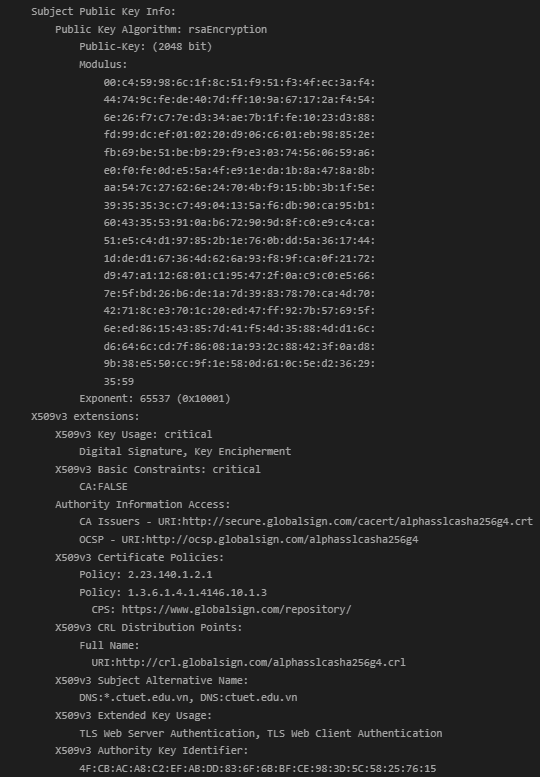 Subject Public Key Info:
Public Key Algorithm: rsaEncryption
Public-Key: (2048 bit)
Modulus:
00:c4:59:98:6c:1f:8c:51:f9:51:f3:4f:ec:3a:f4:
44:74:9c:fe:de:40:7d:ff:10:9a:67:17:2a:f4:54:
6e:26:f7:c7:7e:d3:34:ae:7b:1f:fe:10:23:d3:88:
fd:99:dc:ef:01:02:20:d9:06:c6:01:eb:98:85:2e:
fb:69:be:51:be:b9:29:f9:e3:03:74:56:06:59:a6:
e0:f0:fe:0d:e5:5a:4f:e9:1e:da:1b:8a:47:8a:8b:
aa:54:7c:27:62:6e:24:70:4b:f9:15:bb:3b:1f:5e:
39:35:35:3c:c7:49:04:13:5a:f6:db:90:ca:95:b1:
60:43:35:53:91:0a:b6:72:90:9d:8f:c0:e9:c4:ca:
51:e5:c4:d1:97:85:2b:1e:76:0b:dd:5a:36:17:44:
1d:de:d1:67:36:4d:62:6a:93:f8:9f:ca:0f:21:72:
d9:47:a1:12:68:01:c1:95:47:2f:0a:c9:c0:e5:66:
7e:5f:bd:26:b6:de:1a:7d:39:83:78:70:ca:4d:70:
42:71:8c:e3:70:1c:20:ed:47:ff:92:7b:57:69:5f:
6e:ed:86:15:43:85:7d:41:f5:4d:35:88:4d:d1:6c:
d6:64:6c:cd:7f:86:08:1a:93:2c:88:42:3f:0a:d8:
9b:38:e5:50:cc:9f:1e:58:0d:61:0c:5e:d2:36:29:
35:59
Exponent: 65537 (0x10001)
X509v3 extensions:
X509v3 Key Usage: critical
Digital Signature, Key Encipherment
X509v3 Basic Constraints: critical
CA:FALSE
Authority Information Access:
CA Issuers - URI:http://secure.globalsign.com/cacert/alphasslcasha256g4.crt
OCSP - URI:http://ocsp.globalsign.com/alphasslcasha256g4
X509v3 Certificate Policies:
Policy: 2.23.140.1.2.1
Policy: 1.3.6.1.4.1.4146.10.1.3
CPS: https://www.globalsign.com/repository/
X509v3 CRL Distribution Points:
Full Name:
URI:http://crl.globalsign.com/alphasslcasha256g4.crl
X509v3 Subject Alternative Name:
DNS:*.ctuet.edu.vn, DNS:ctuet.edu.vn
X509v3 Extended Key Usage:
TLS Web Server Authentication, TLS Web Client Authentication
X509v3 Authority Key Identifier:
4F:CB:AC:A8:C2:EF:AB:DD:83:6F:6B:BF:CE:98:3D:5C:58:25:76:15